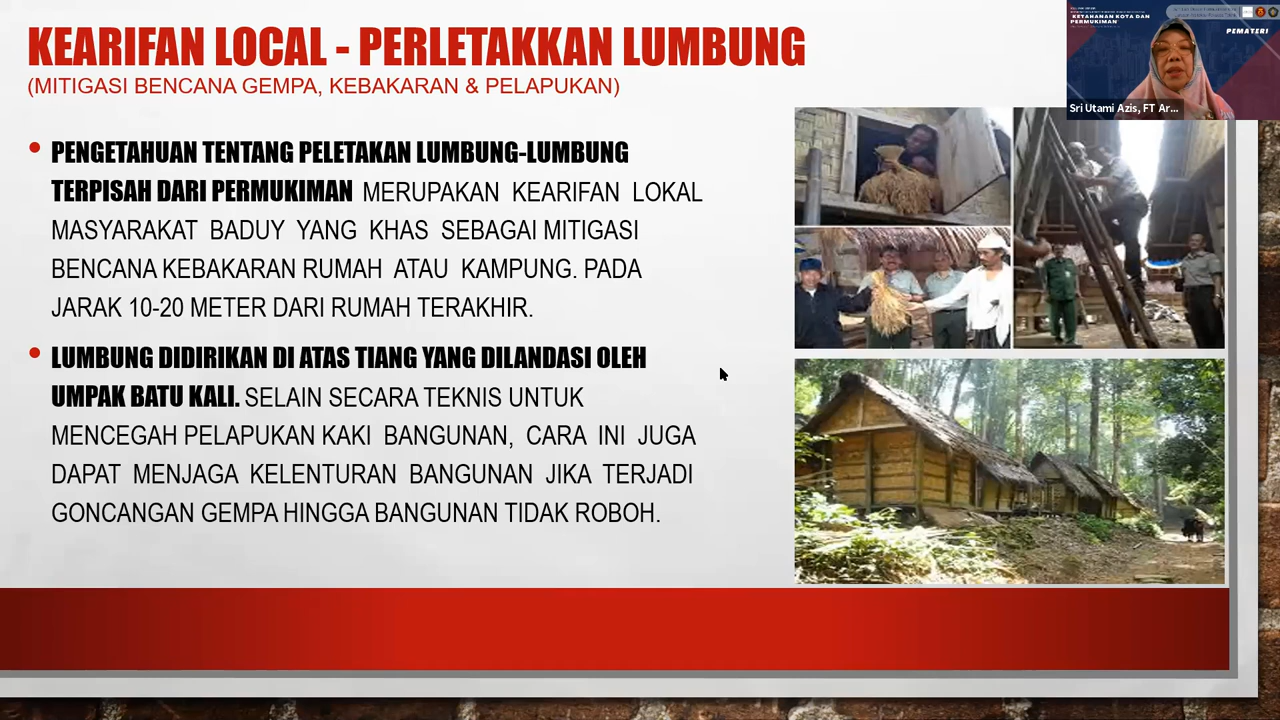 KEARIFAN LOCAL - PERLETAKKAN LUMBUNG
(MITIGASI BENCANA GEMPA, KEBAKARAN & PELAPUKAN)
PENGETAHUAN TENTANG PELETAKAN LUMBUNG-LUMBUNG
TERPISAH DARI PERMUKIMAN MERUPAKAN KEARIFAN LOKAL
MASYARAKAT BADUY YANG KHAS SEBAGAI MITIGASI
BENCANA KEBAKARAN RUMAH ATAU KAMPUNG. PADA
JARAK 10-20 METER DARI RUMAH TERAKHIR.
LUMBUNG DIDIRIKAN DI ATAS TIANG YANG DILANDASI OLEH
UMPAK BATU KALI. SELAIN SECARA TEKNIS UNTUK
MENCEGAH PELAPUKAN KAKI BANGUNAN, CARA INI JUGA
DAPAT MENJAGA KELENTURAN BANGUNAN JIKA TERJADI
GONCANGAN GEMPA HINGGA BANGUNAN TIDAK ROBOH.
KETAHANAN KOTA DAN
PERMUKIMAN
PEMATERI
Sri Utami Azis, FT Ar...